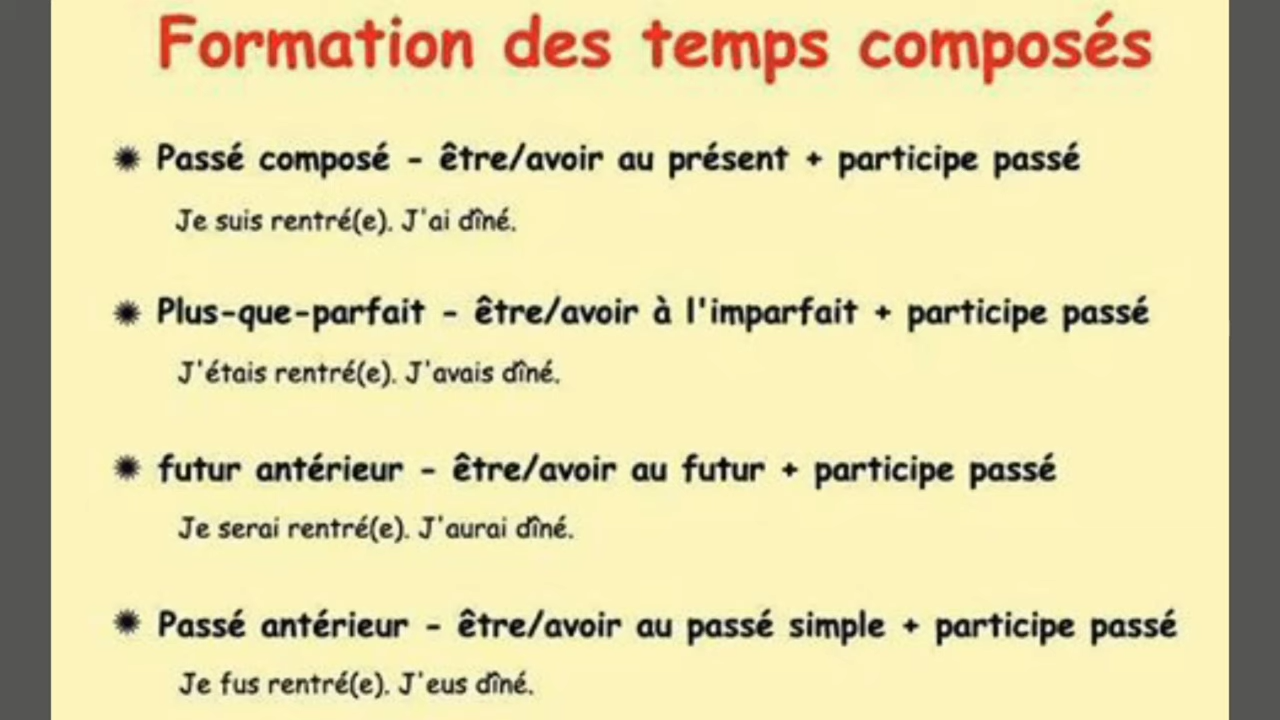 Formation des temps composés
✹ Passé composé - être/avoir au présent + participe passé
Je suis rentré(e). J'ai dîné.
✹ Plus-que-parfait - être/avoir à l'imparfait + participe passé
J'étais rentré(e). J'avais dîné.
✹ futur antérieur - être/avoir au futur + participe passé
Je serai rentré(e). J'aurai dîné.
✹ Passé antérieur - être/avoir au passé simple + participe passé
Je fus rentré(e). J'eus dîné.